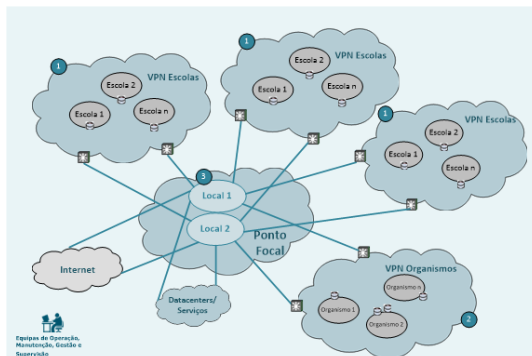 1
VPN Escolas
Escola 2
Escola 1
Escola n
1
VPN Escolas
Escola 2
Escola 1
Escola n
1
VPN Escolas
Escola 2
Escola 1
Escola n
3
Local 1
Local 2
Ponto
Focal
Internet
Datacenters/
Serviços
VPN Organismos
Organismo n
Organismo 1
Organismo 2
2
Equipas de Operação,
Manutenção, Gestão e
Supervisão